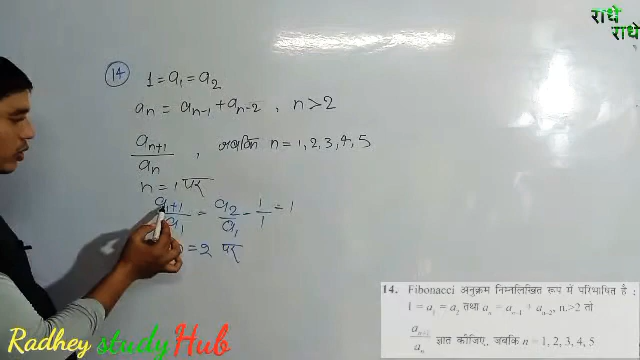 राधे
राधे
14
1 = a₁ = a₂
aₙ = aₙ₋₁ + aₙ₋₂ , n > 2
aₙ₊₁/aₙ , जबकि n = 1, 2, 3, 4, 5
n = 1 पर
a₁₊₁/a₁ = a₂/a₁ = 1/1 = 1
= 2 पर
14. Fibonacci अनुक्रम निम्नलिखित रूप में परिभाषित है :
1 = a₁ = a₂ तथा aₙ = aₙ₋₁ + aₙ₋₂, n>2 तो
aₙ₊₁/aₙ ज्ञात कीजिए, जबकि n = 1, 2, 3, 4, 5
Radhey study Hub